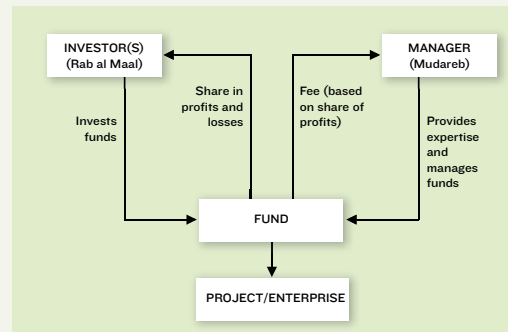 INVESTOR(S)
(Rab al Maal)
MANAGER
(Mudareb)
Invests
funds
Share in
profits and
losses
Fee (based
on share of
profits)
Provides
expertise
and
manages
funds
FUND
PROJECT/ENTERPRISE